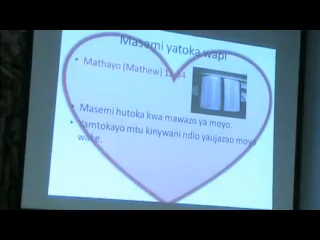 Masemi yatoka wapi
• Mathayo (Mathew) 12:34
• Masemi hutoka kwa mawazo ya moyo.
• Yamtokayo mtu kinywani ndio yaujazao moyo
wake.